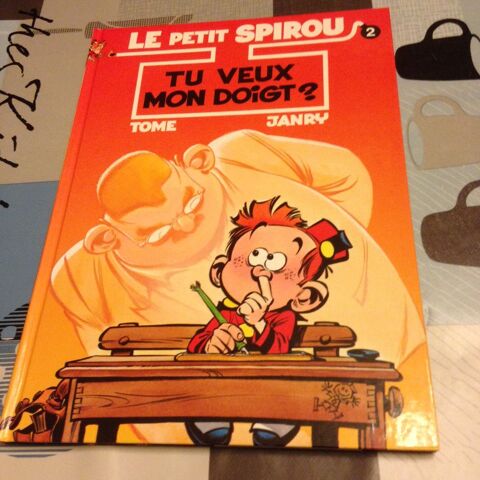 LE PETIT SPIROU 2
TU VEUX
MON DOIGT?
TOME JANRY